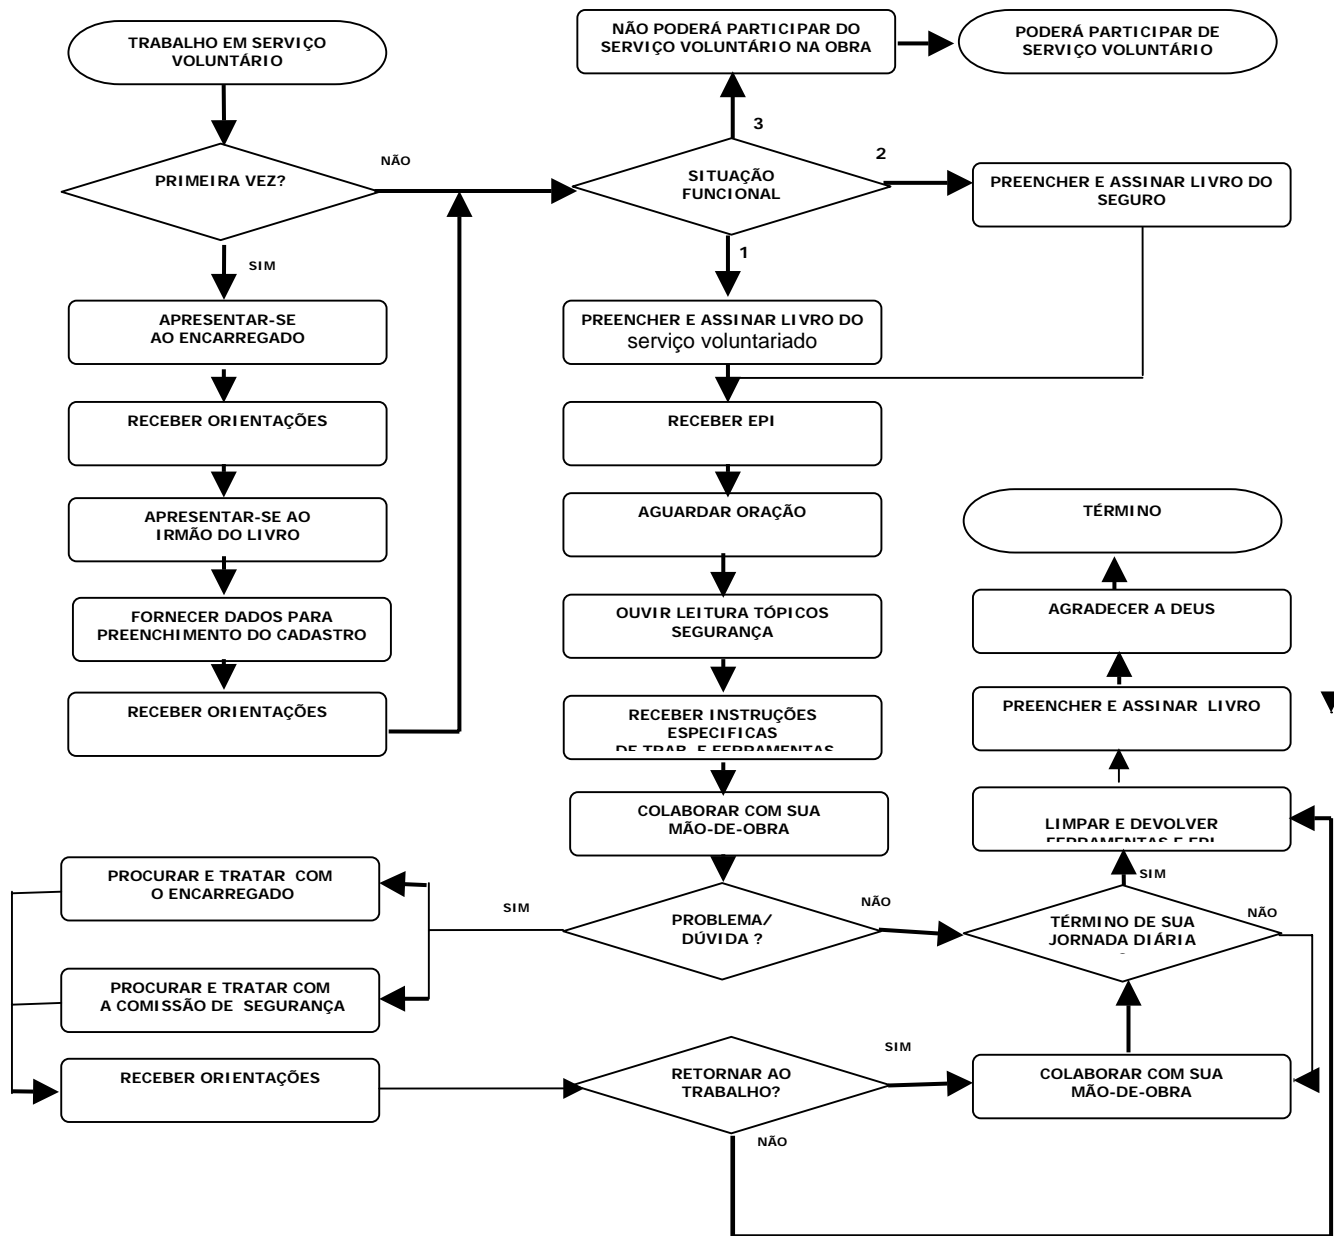 TRABALHO EM SERVIÇO
VOLUNTÁRIO
NÃO PODERÁ PARTICIPAR DO
SERVIÇO VOLUNTÁRIO NA OBRA
PODERÁ PARTICIPAR DE
SERVIÇO VOLUNTÁRIO
PRIMEIRA VEZ?
NÃO
SIM
3
2
1
SITUAÇÃO
FUNCIONAL
PREENCHER E ASSINAR LIVRO DO
SEGURO
APRESENTAR-SE
AO ENCARREGADO
RECEBER ORIENTAÇÕES
APRESENTAR-SE AO
IRMÃO DO LIVRO
FORNECER DADOS PARA
PREENCHIMENTO DO CADASTRO
RECEBER ORIENTAÇÕES
PREENCHER E ASSINAR LIVRO DO
serviço voluntariado
RECEBER EPI
AGUARDAR ORAÇÃO
OUVIR LEITURA TÓPICOS
SEGURANÇA
RECEBER INSTRUÇÕES
ESPECIFICAS
DE TRAB. E FERRAMENTAS
COLABORAR COM SUA
MÃO-DE-OBRA
PROBLEMA/
DÚVIDA ?
SIM
NÃO
PROCURAR E TRATAR COM
O ENCARREGADO
PROCURAR E TRATAR COM
A COMISSÃO DE SEGURANÇA
RECEBER ORIENTAÇÕES
RETORNAR AO
TRABALHO?
SIM
NÃO
COLABORAR COM SUA
MÃO-DE-OBRA
TÉRMINO DE SUA
JORNADA DIÁRIA
SIM
NÃO
LIMPAR E DEVOLVER
FERRAMENTAS E EPI
PREENCHER E ASSINAR LIVRO
AGRADECER A DEUS
TÉRMINO